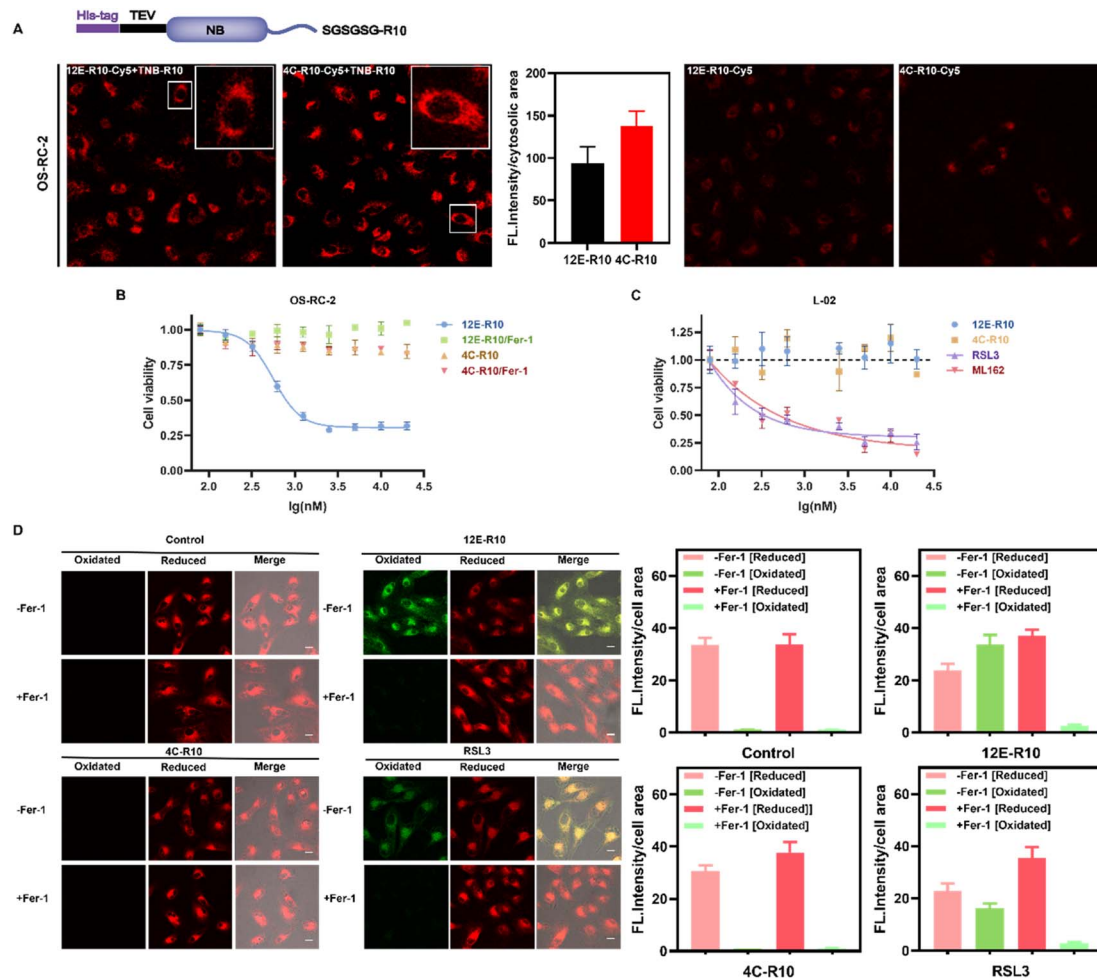 His-tag TEV
NB
SGSGSG-R10
A
12E-R10-Cy5+TNB-R10
4C-R10-Cy5+TNB-R10
OS-RC-2
FL.Intensity/cytosolic area
200
150
100
50
0
12E-R10 4C-R10
12E-R10-Cy5
4C-R10-Cy5
B
OS-RC-2
Cell viability
1.00
0.75
0.50
0.25
0.00
2.0 2.5 3.0 3.5 4.0 4.5
lg(nM)
12E-R10
12E-R10/Fer-1
4C-R10
4C-R10/Fer-1
C
L-02
Cell viability
1.25
1.00
0.75
0.50
0.25
0.00
2.0 2.5 3.0 3.5 4.0 4.5
lg(nM)
12E-R10
4C-R10
RSL3
ML162
D
Control
Oxidated Reduced Merge
-Fer-1
+Fer-1
12E-R10
Oxidated Reduced Merge
-Fer-1
+Fer-1
4C-R10
Oxidated Reduced Merge
-Fer-1
+Fer-1
RSL3
Oxidated Reduced Merge
-Fer-1
+Fer-1
FL.Intensity/cell area
60
40
20
0
-Fer-1 [Reduced]
-Fer-1 [Oxidated]
+Fer-1 [Reduced]
+Fer-1 [Oxidated]
Control
FL.Intensity/cell area
60
40
20
0
-Fer-1 [Reduced]
-Fer-1 [Oxidated]
+Fer-1 [Reduced]
+Fer-1 [Oxidated]
12E-R10
FL.Intensity/cell area
60
40
20
0
-Fer-1 [Reduced]
-Fer-1 [Oxidated]
+Fer-1 [Reduced]]
+Fer-1 [Oxidated]
4C-R10
FL.Intensity/cell area
60
40
20
0
-Fer-1 [Reduced]
-Fer-1 [Oxidated]
+Fer-1 [Reduced]
+Fer-1 [Oxidated]
RSL3